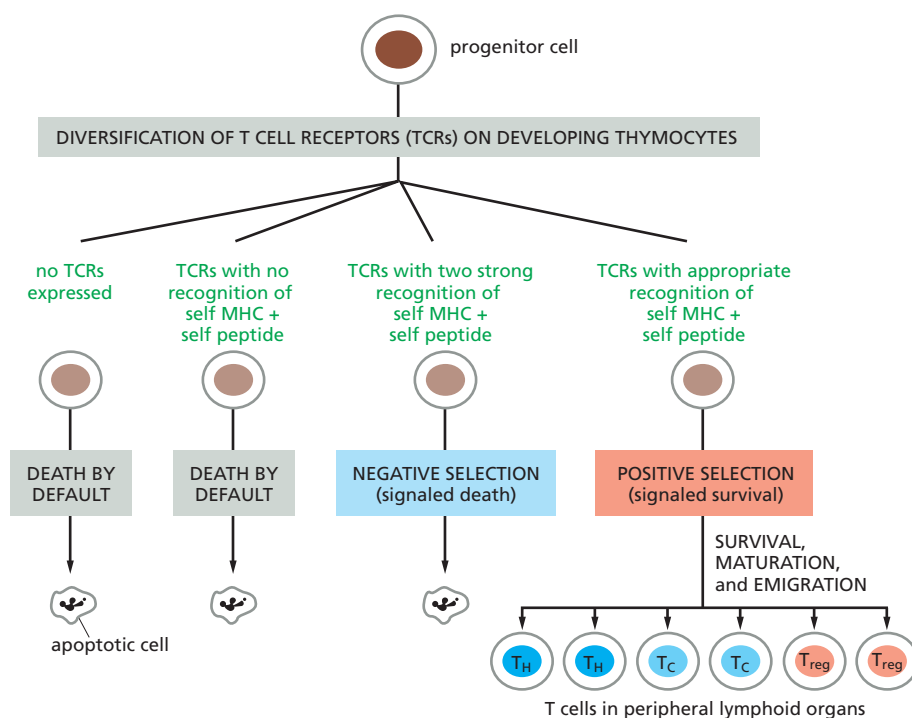 progenitor cell
DIVERSIFICATION OF T CELL RECEPTORS (TCRs) ON DEVELOPING THYMOCYTES
no TCRs
expressed
TCRs with no
recognition of
self MHC +
self peptide
TCRs with two strong
recognition of
self MHC +
self peptide
TCRs with appropriate
recognition of
self MHC +
self peptide
DEATH BY
DEFAULT
DEATH BY
DEFAULT
NEGATIVE SELECTION
(signaled death)
POSITIVE SELECTION
(signaled survival)
SURVIVAL,
MATURATION,
and EMIGRATION
apoptotic cell
TH
TH
TC
TC
Treg
Treg
T cells in peripheral lymphoid organs